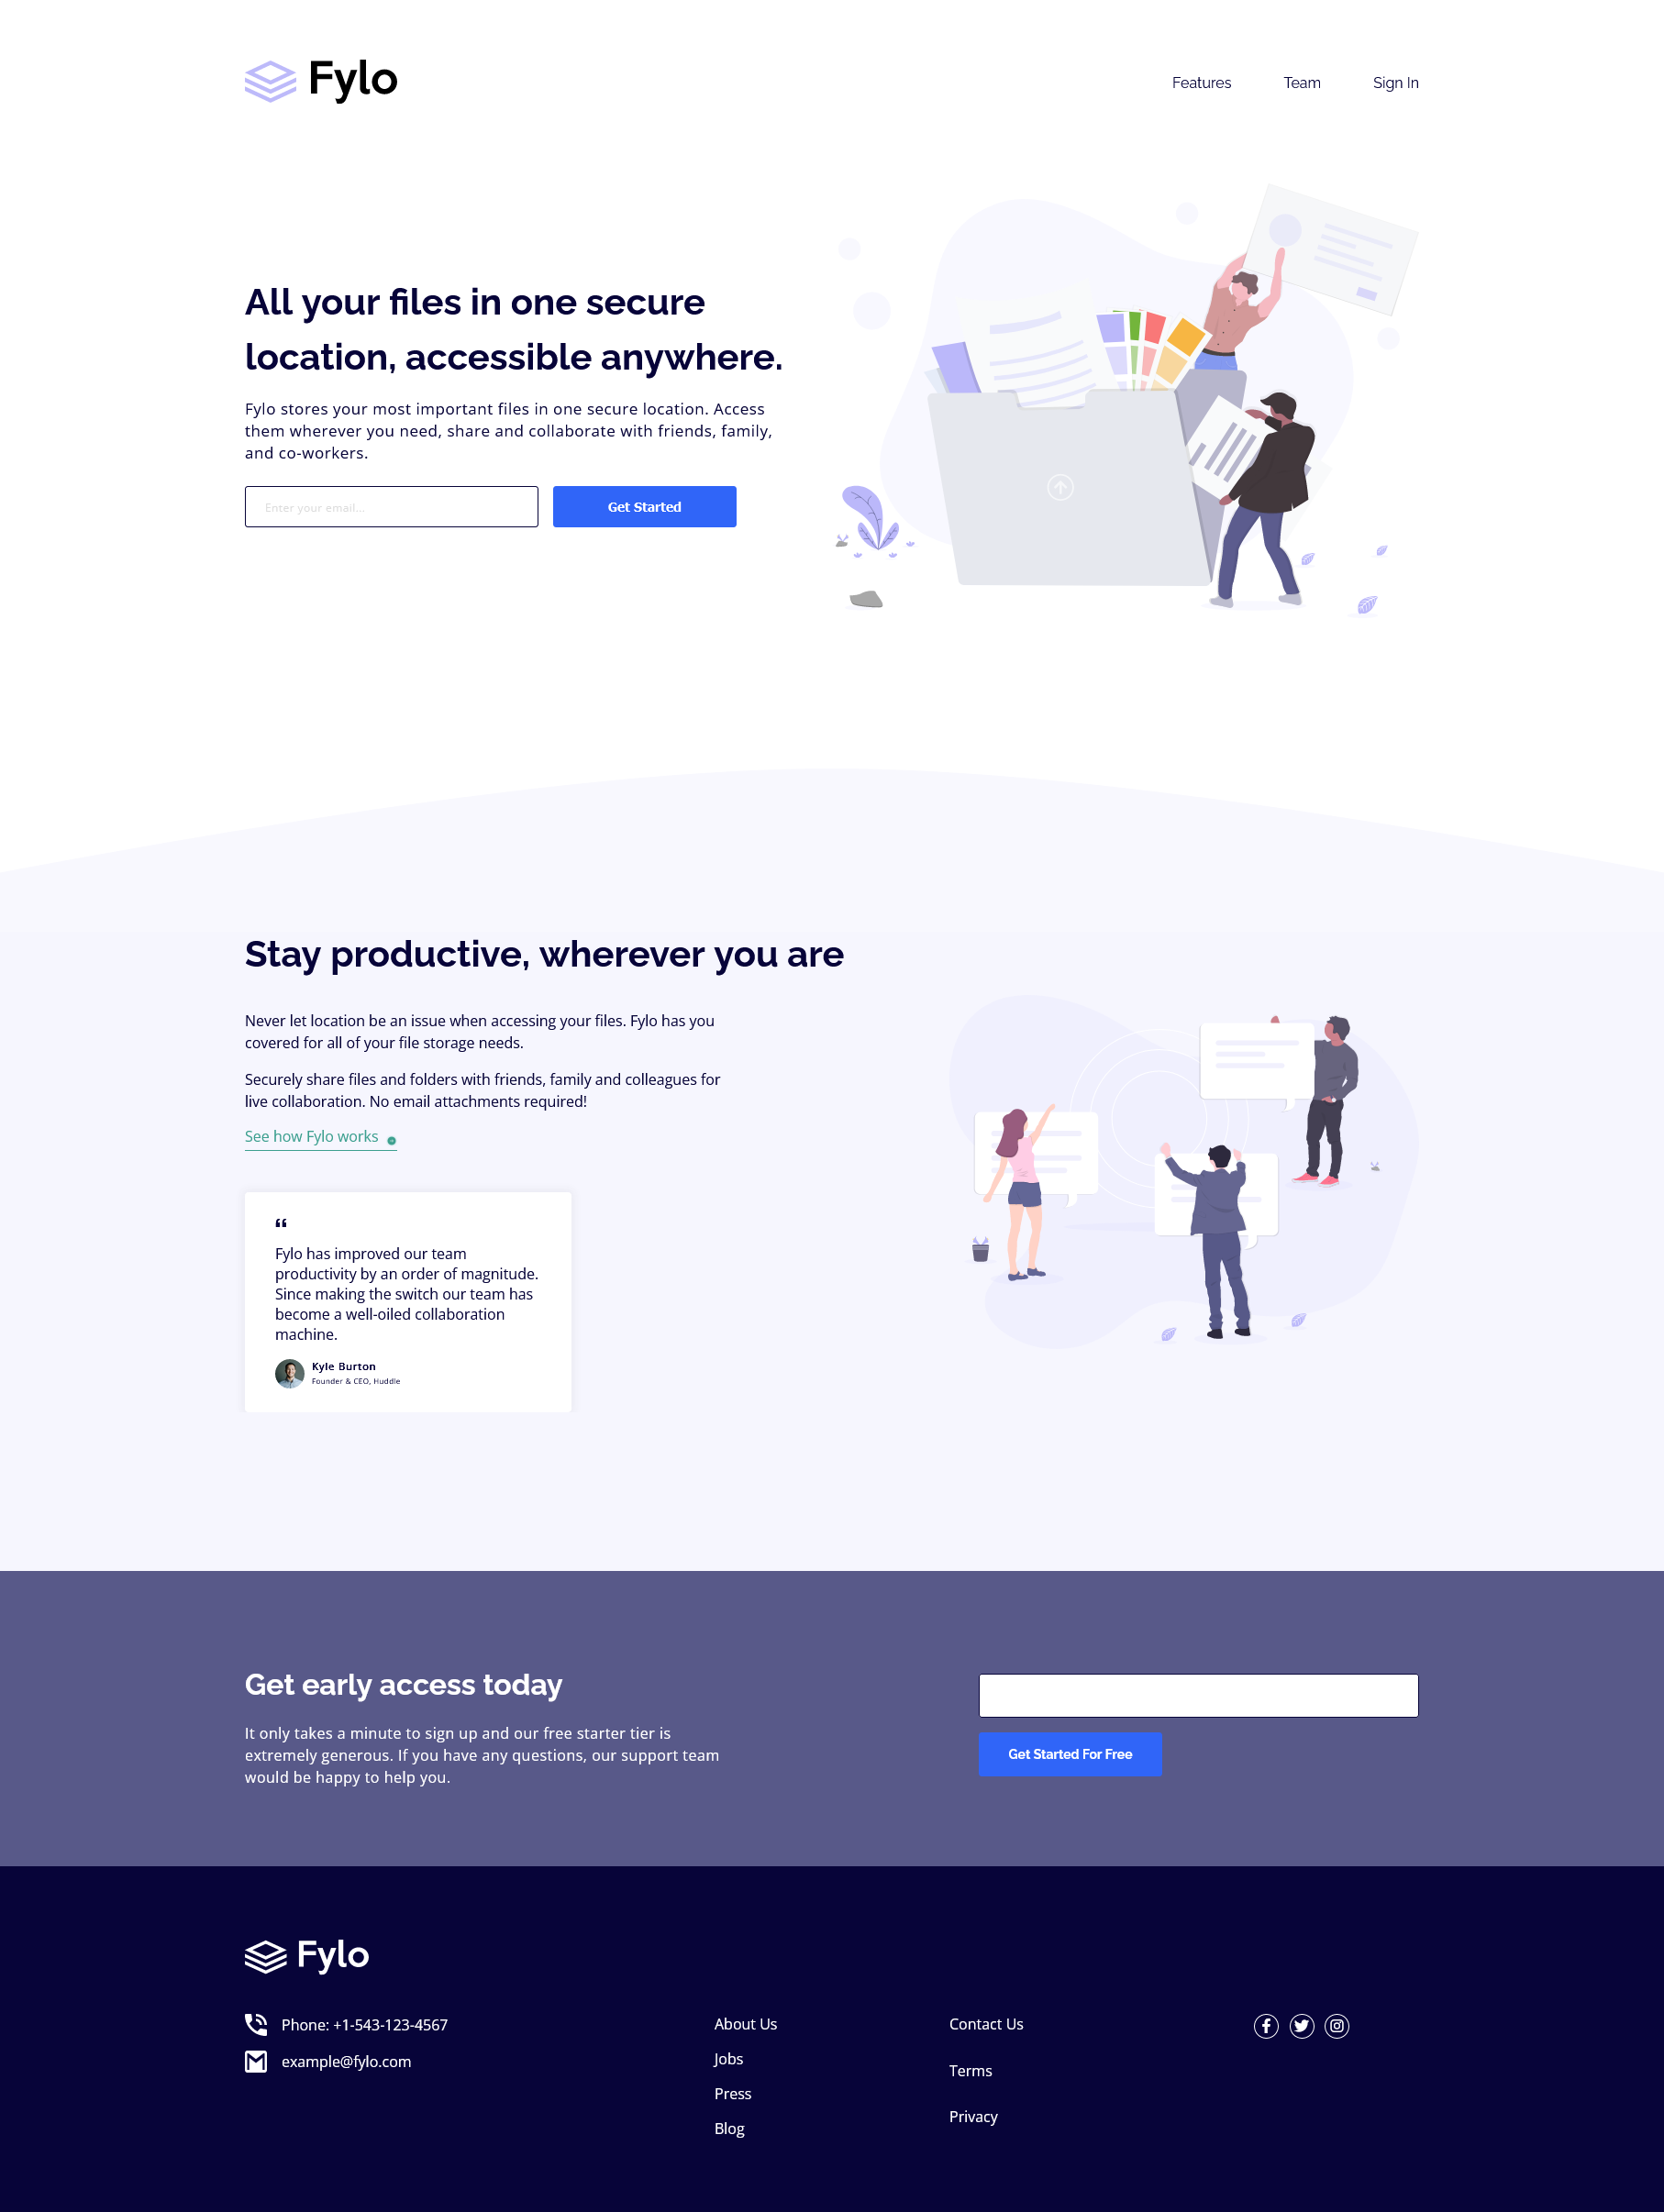 Fylo
Features
Team
Sign In
All your files in one secure
location, accessible anywhere.
Fylo stores your most important files in one secure location. Access
them wherever you need, share and collaborate with friends, family,
and co-workers.
Enter your email...
Get Started
Stay productive, wherever you are
Never let location be an issue when accessing your files. Fylo has you
covered for all of your file storage needs.
Securely share files and folders with friends, family and colleagues for
live collaboration. No email attachments required!
See how Fylo works
“
Fylo has improved our team
productivity by an order of magnitude.
Since making the switch our team has
become a well-oiled collaboration
machine.
Kyle Burton
Founder & CEO, Huddle
Get early access today
It only takes a minute to sign up and our free starter tier is
extremely generous. If you have any questions, our support team
would be happy to help you.
Get Started For Free
Fylo
Phone: +1-543-123-4567
example@fylo.com
About Us
Jobs
Press
Blog
Contact Us
Terms
Privacy